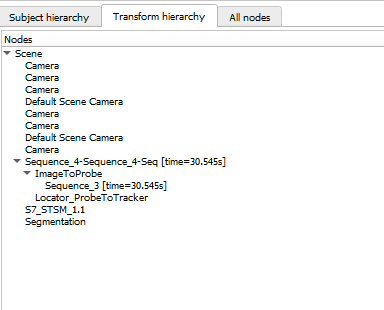 Subject hierarchy Transform hierarchy All nodes
Nodes
Scene
Camera
Camera
Camera
Default Scene Camera
Camera
Camera
Default Scene Camera
Camera
Sequence_4-Sequence_4-Seq [time=30.545s]
ImageToProbe
Sequence_3 [time=30.545s]
Locator_ProbeToTracker
S7_STSM_1.1
Segmentation